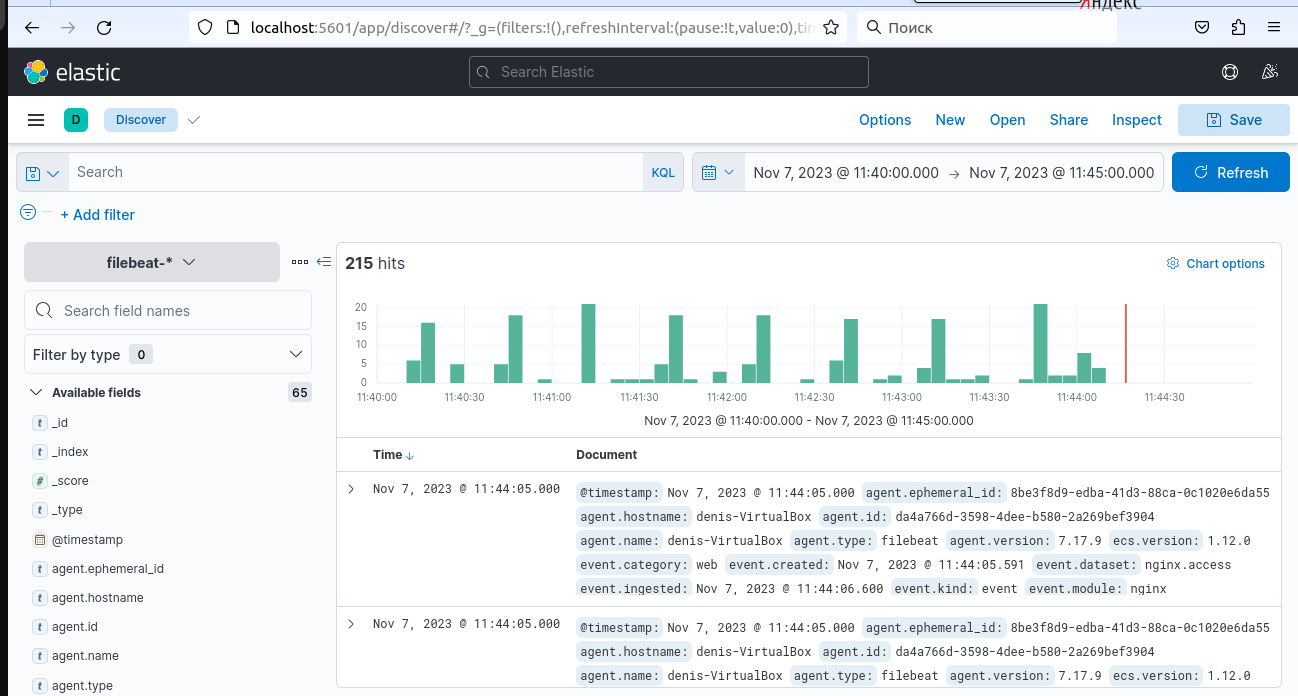 Яндекс
localhost:5601/app/discover#/?_g=(filters:!(),refreshInterval:(pause:!t,value:0),tim
Поиск
elastic
Search Elastic
D Discover Options New Open Share Inspect Save
Search KQL Nov 7, 2023 @ 11:40:00.000 → Nov 7, 2023 @ 11:45:00.000 Refresh
+ Add filter
filebeat-*
Search field names
Filter by type 0
Available fields 65
t _id
t _index
# _score
t _type
@timestamp
t agent.ephemeral_id
t agent.hostname
t agent.id
t agent.name
t agent.type
215 hits
Chart options
20
15
10
5
0
11:40:00 11:40:30 11:41:00 11:41:30 11:42:00 11:42:30 11:43:00 11:43:30 11:44:00 11:44:30
Nov 7, 2023 @ 11:40:00.000 - Nov 7, 2023 @ 11:45:00.000
Time ↓ Document
Nov 7, 2023 @ 11:44:05.000
@timestamp: Nov 7, 2023 @ 11:44:05.000 agent.ephemeral_id: 8be3f8d9-edba-41d3-88ca-0c1020e6da55
agent.hostname: denis-VirtualBox agent.id: da4a766d-3598-4dee-b580-2a269bef3904
agent.name: denis-VirtualBox agent.type: filebeat agent.version: 7.17.9 ecs.version: 1.12.0
event.category: web event.created: Nov 7, 2023 @ 11:44:05.591 event.dataset: nginx.access
event.ingested: Nov 7, 2023 @ 11:44:06.600 event.kind: event event.module: nginx
Nov 7, 2023 @ 11:44:05.000
@timestamp: Nov 7, 2023 @ 11:44:05.000 agent.ephemeral_id: 8be3f8d9-edba-41d3-88ca-0c1020e6da55
agent.hostname: denis-VirtualBox agent.id: da4a766d-3598-4dee-b580-2a269bef3904
agent.name: denis-VirtualBox agent.type: filebeat agent.version: 7.17.9 ecs.version: 1.12.0